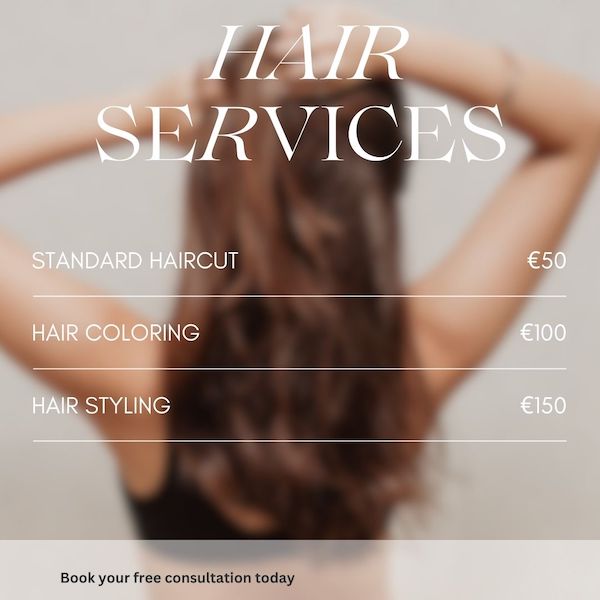 HAIR
SERVICES
STANDARD HAIRCUT €50
HAIR COLORING €100
HAIR STYLING €150
Book your free consultation today